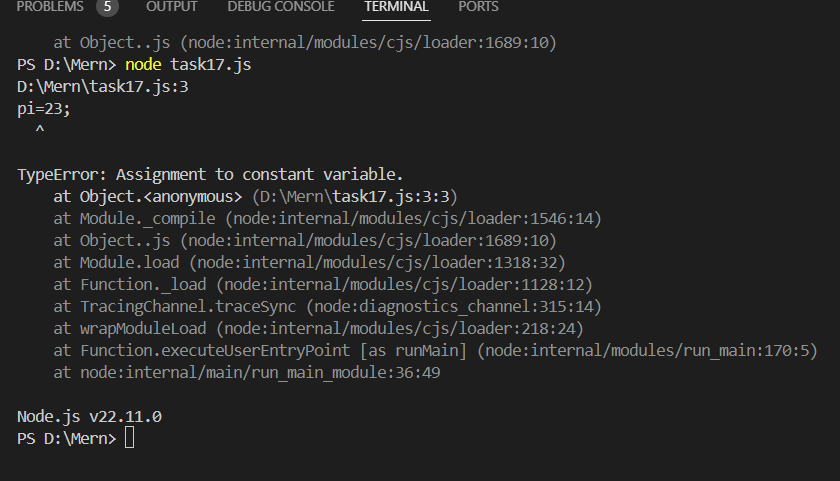 PROBLEMS 5 OUTPUT DEBUG CONSOLE TERMINAL PORTS
    at Object..js (node:internal/modules/cjs/loader:1689:10)
PS D:\Mern> node task17.js
D:\Mern\task17.js:3
pi=23;
  ^
TypeError: Assignment to constant variable.
    at Object.<anonymous> (D:\Mern\task17.js:3:3)
    at Module._compile (node:internal/modules/cjs/loader:1546:14)
    at Object..js (node:internal/modules/cjs/loader:1689:10)
    at Module.load (node:internal/modules/cjs/loader:1318:32)
    at Function._load (node:internal/modules/cjs/loader:1128:12)
    at TracingChannel.traceSync (node:diagnostics_channel:315:14)
    at wrapModuleLoad (node:internal/modules/cjs/loader:218:24)
    at Function.executeUserEntryPoint [as runMain] (node:internal/modules/run_main:170:5)
    at node:internal/main/run_main_module:36:49
Node.js v22.11.0
PS D:\Mern>